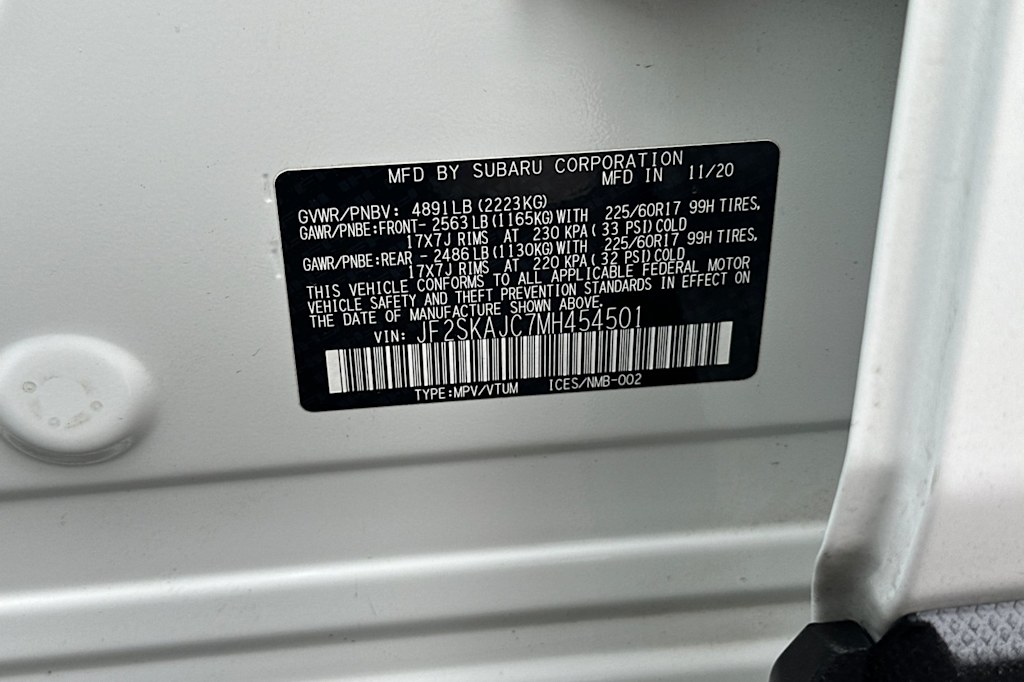 MFD BY SUBARU CORPORATION
MFD IN 11/20
GVWR/PNBV: 4891LB(2223KG)
GAWR/PNBE:FRONT- 2563LB(1165KG)WITH 225/60R17 99H TIRES,
17X7J RIMS AT 230 KPA( 33 PSI)COLD
GAWR/PNBE:REAR - 2486LB(1130KG)WITH 225/60R17 99H TIRES,
17X7J RIMS AT 220 KPA( 32 PSI)COLD
THIS VEHICLE CONFORMS TO ALL APPLICABLE FEDERAL MOTOR
VEHICLE SAFETY AND THEFT PREVENTION STANDARDS IN EFFECT ON
THE DATE OF MANUFACTURE SHOWN ABOVE.
VIN: JF2SKAJC7MH454501
TYPE:MPV/VTUM ICES/NMB-002